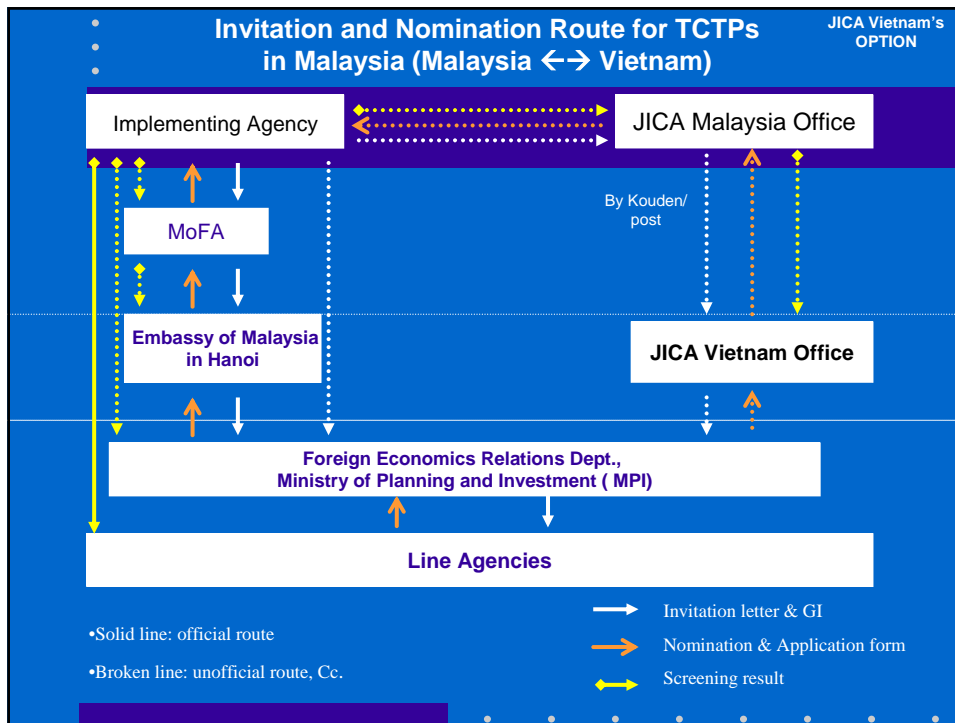 Invitation and Nomination Route for TCTPs
in Malaysia (Malaysia ←→ Vietnam)
JICA Vietnam's
OPTION
Implementing Agency
JICA Malaysia Office
By Kouden/
post
MoFA
Embassy of Malaysia
in Hanoi
JICA Vietnam Office
Foreign Economics Relations Dept.,
Ministry of Planning and Investment ( MPI)
Line Agencies
•Solid line: official route
•Broken line: unofficial route, Cc.
Invitation letter & GI
Nomination & Application form
Screening result